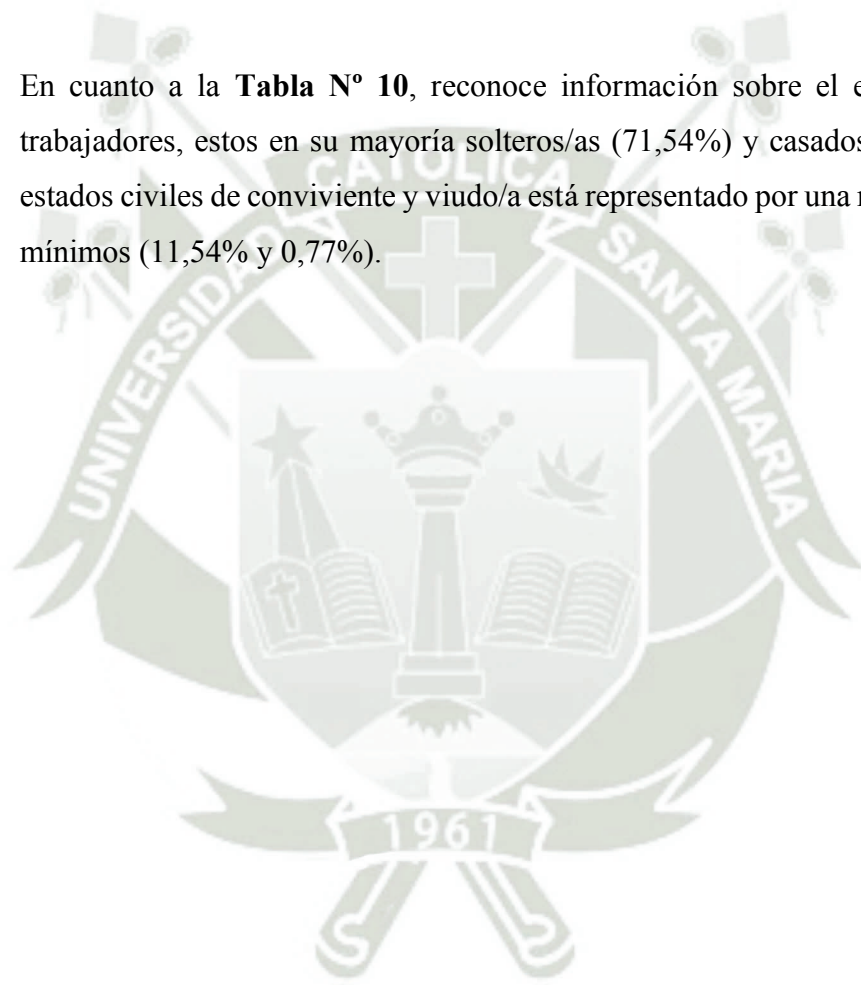 En cuanto a la Tabla Nº 10, reconoce información sobre el
trabajadores, estos en su mayoría solteros/as (71,54%) y casados
estados civiles de conviviente y viudo/a está representado por una
mínimos (11,54% y 0,77%).
UNIVERSIDAD CATOLICA SANTA MARIA
1961